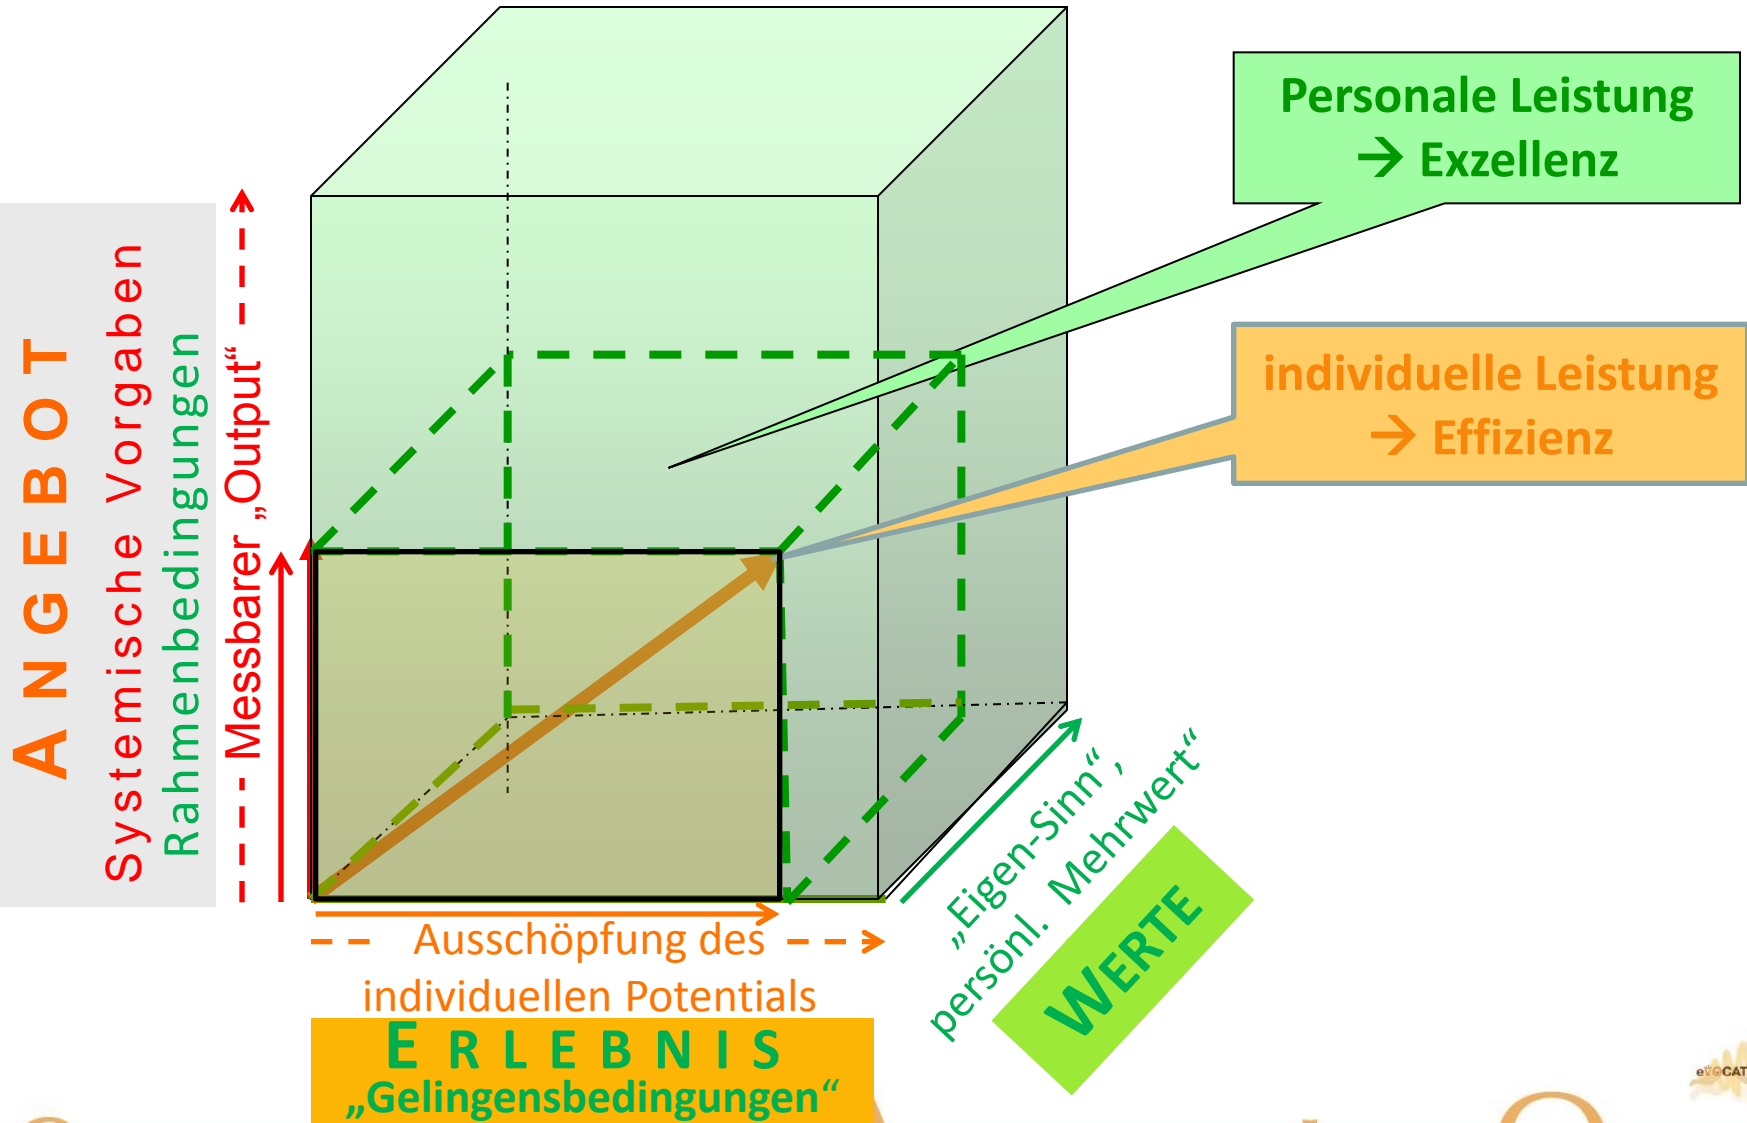 Personale Leistung
→ Exzellenz
individuelle Leistung
→ Effizienz
ANGEBOT
Systemische Vorgaben
Rahmenbedingungen
Messbarer „Output“
Ausschöpfung des
individuellen Potentials
ERLEBNIS
„Gelingensbedingungen“
„Eigen-Sinn“,
persönl. Mehrwert“
WERTE